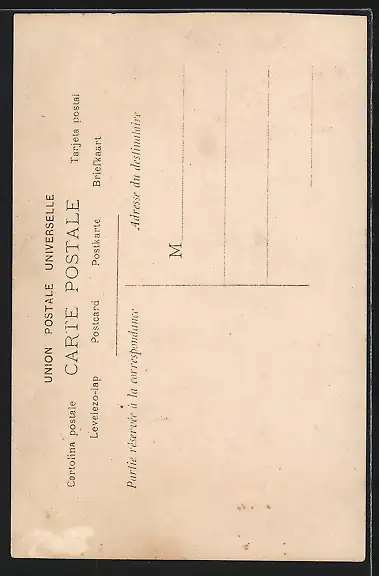 UNION POSTALE UNIVERSELLE
Cartolina postale CARTE POSTALE Tarjeta postal
Levelezo-lap Postcard Postkarte Briefkaart
Partie réservée à la correspondance Adresse du destinataire
M